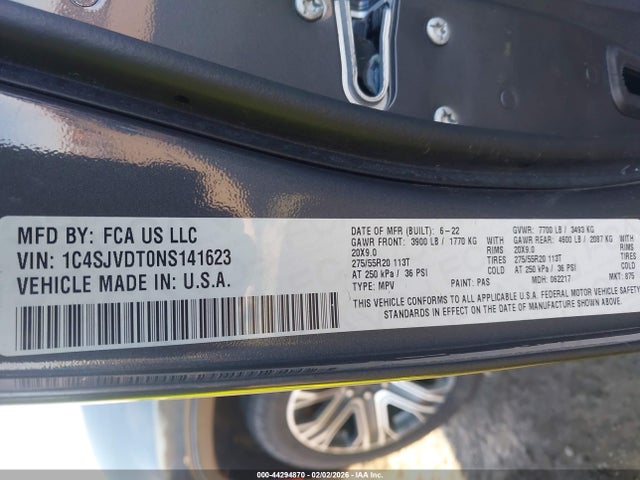 MFD BY: FCA US LLC
VIN: 1C4SJVDT0NS141623
VEHICLE MADE IN: U.S.A.
DATE OF MFR (BUILT): 6-22
GAWR FRONT: 3900 LB / 1770 KG
20X9.0 RIMS
275/55R20 113T TIRES
AT 250 kPa / 36 PSI COLD
TYPE: MPV PAINT: PAS
GVWR: 7700 LB / 3493 KG
GAWR REAR: 4600 LB / 2087 KG WITH
20X9.0 RIMS
275/55R20 113T TIRES
AT 250 kPa / 36 PSI COLD
MDH: 062217 MKT: 875
THIS VEHICLE CONFORMS TO ALL APPLICABLE U.S.A. FEDERAL MOTOR VEHICLE SAFETY
STANDARDS IN EFFECT ON THE DATE OF MANUFACTURE SHOWN ABOVE.
000-44294870 - 02/02/2026 - IAAI.com